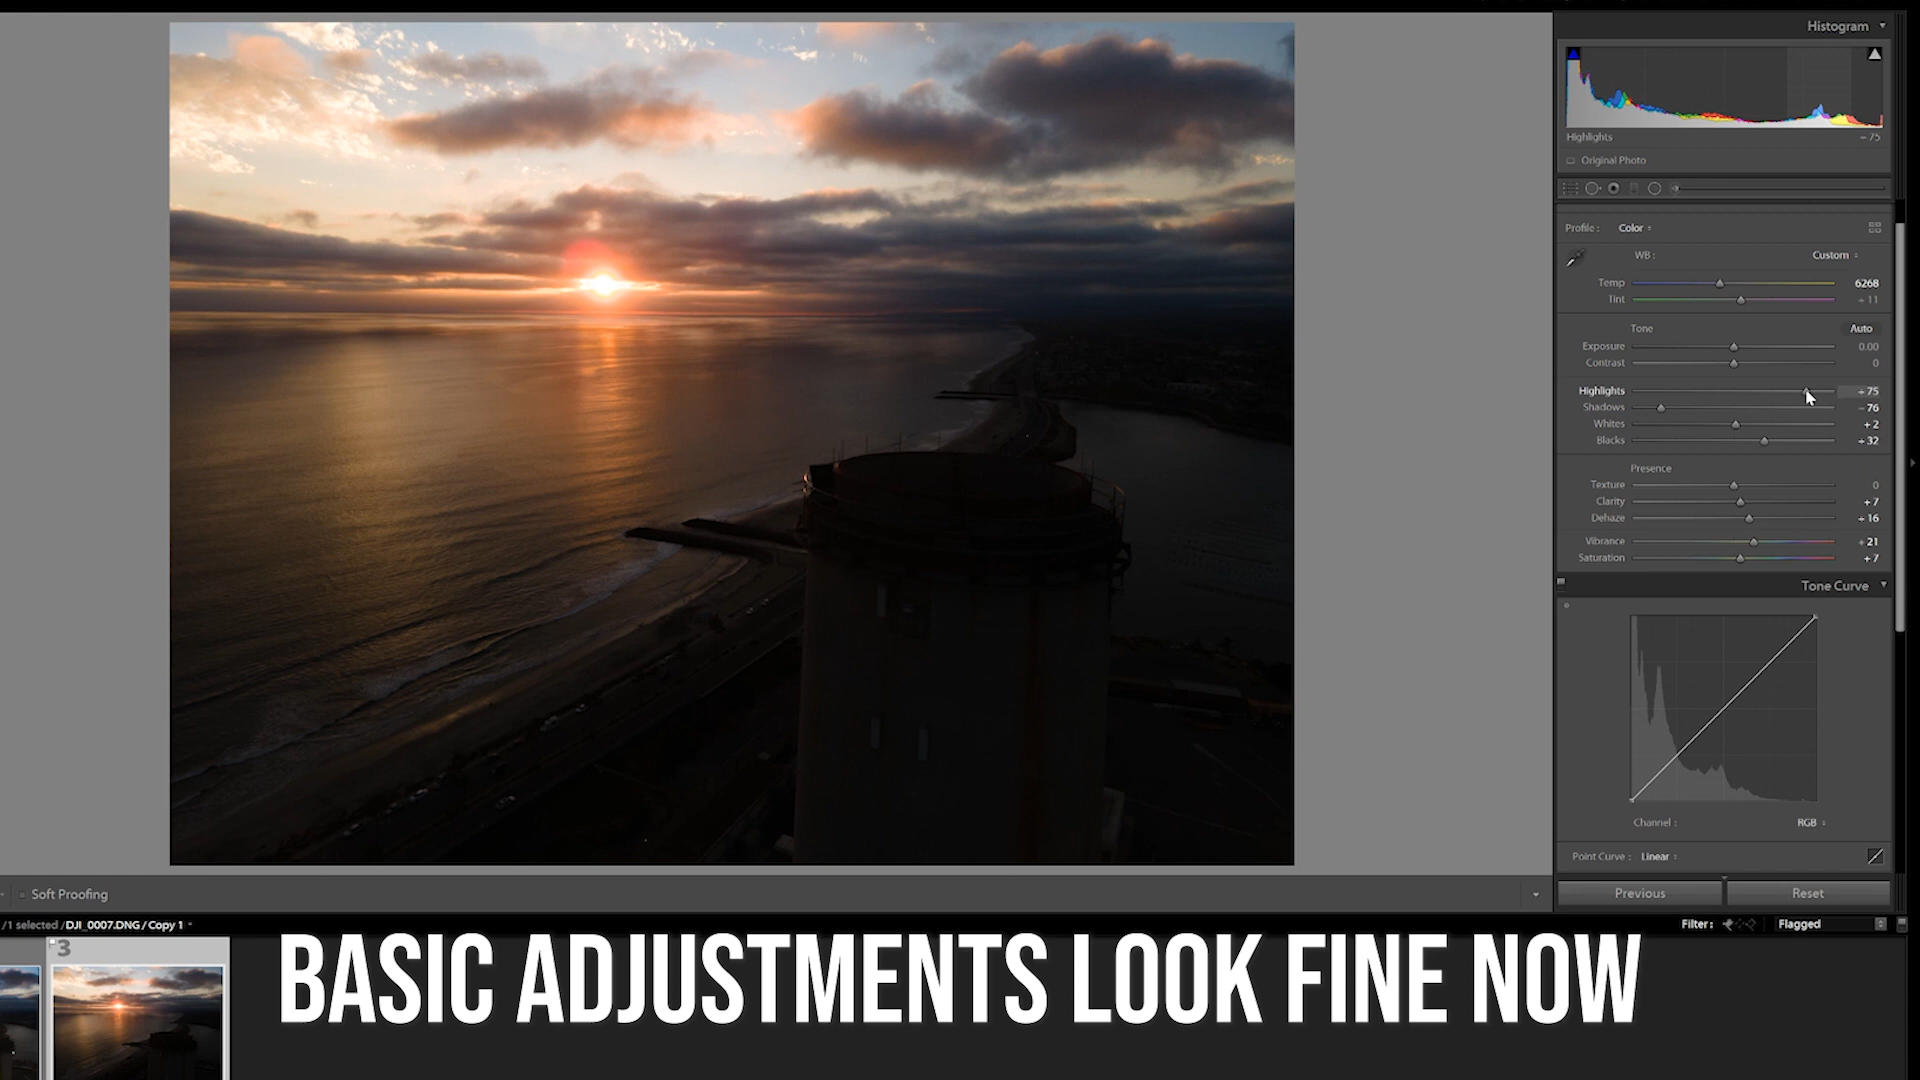 Histogram
Highlights + 75
Original Photo
Profile : Color
WB : Custom
Temp 6268
Tint + 11
Tone Auto
Exposure 0.00
Contrast 0
Highlights + 75
Shadows - 76
Whites + 2
Blacks + 32
Presence
Texture 0
Clarity + 7
Dehaze + 16
Vibrance + 21
Saturation + 7
Tone Curve
Channel : RGB
Point Curve : Linear
Soft Proofing
Previous Reset
/1 selected /DJI_0007.DNG / Copy 1
Filter : Flagged
3
BASIC ADJUSTMENTS LOOK FINE NOW